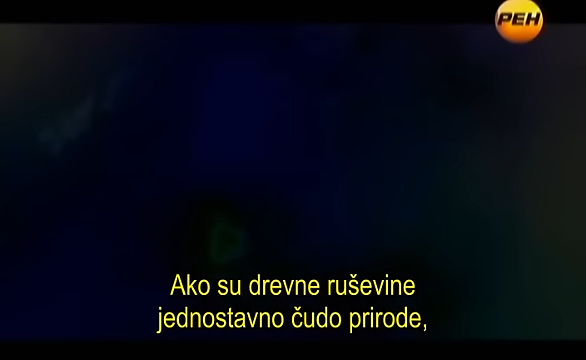 РЕН
Ako su drevne ruševine
jednostavno čudo prirode,